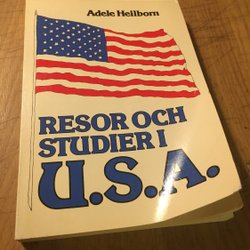 Adele Heilborn
RESOR OCH
STUDIER I
U.S.A.